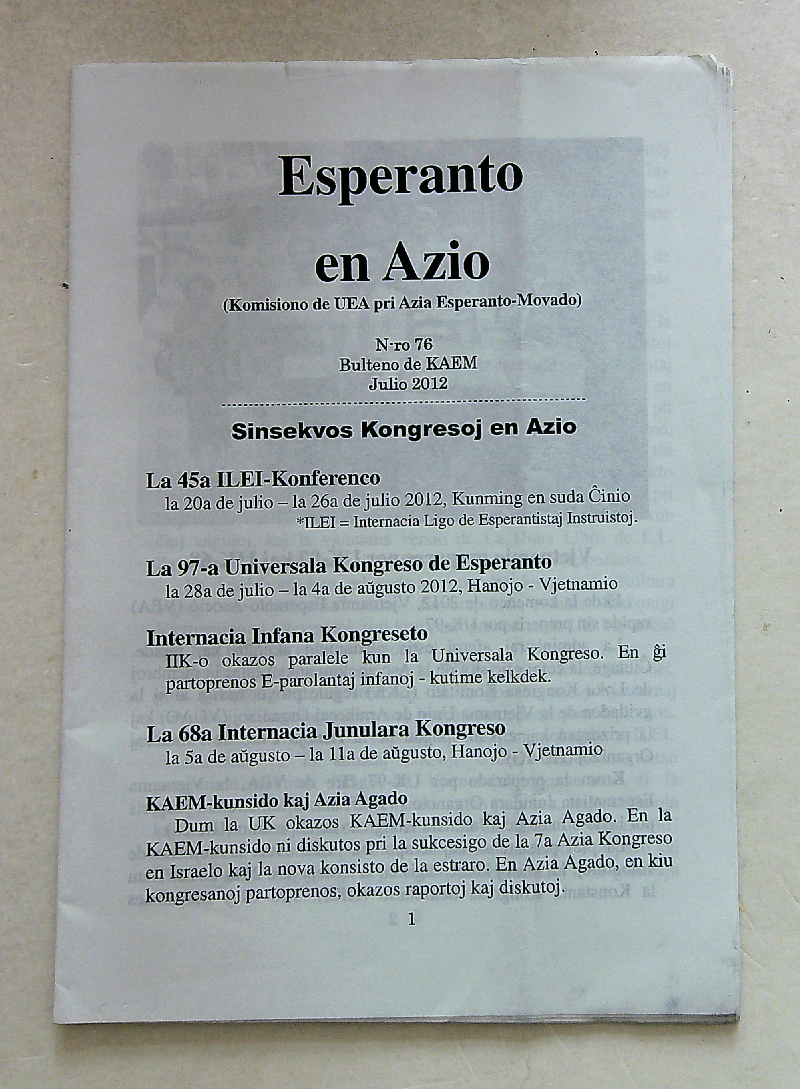 Esperanto
en Azio
(Komisiono de UEA pri Azia Esperanto-Movado)
N-ro 76
Bulteno de KAEM
Julio 2012
Sinsekvos Kongresoj en Azio
La 45a ILEI-Konferenco
la 20a de julio – la 26a de julio 2012, Kunming en suda Ĉinio
*ILEI = Internacia Ligo de Esperantistaj Instruistoj.
La 97-a Universala Kongreso de Esperanto
la 28a de julio – la 4a de aŭgusto 2012, Hanojo - Vjetnamio
Internacia Infana Kongreseto
IIK-o okazos paralele kun la Universala Kongreso. En ĝi
partoprenos E-parolantaj infanoj - kutime kelkdek.
La 68a Internacia Junulara Kongreso
la 5a de aŭgusto – la 11a de aŭgusto, Hanojo - Vjetnamio
KAEM-kunsido kaj Azia Agado
Dum la UK okazos KAEM-kunsido kaj Azia Agado. En la
KAEM-kunsido ni diskutos pri la sukcesigo de la 7a Azia Kongreso
en Israelo kaj la nova konsisto de la estraro. En Azia Agado, en kiu
kongresanoj partoprenos, okazos raportoj kaj diskutoj.
1